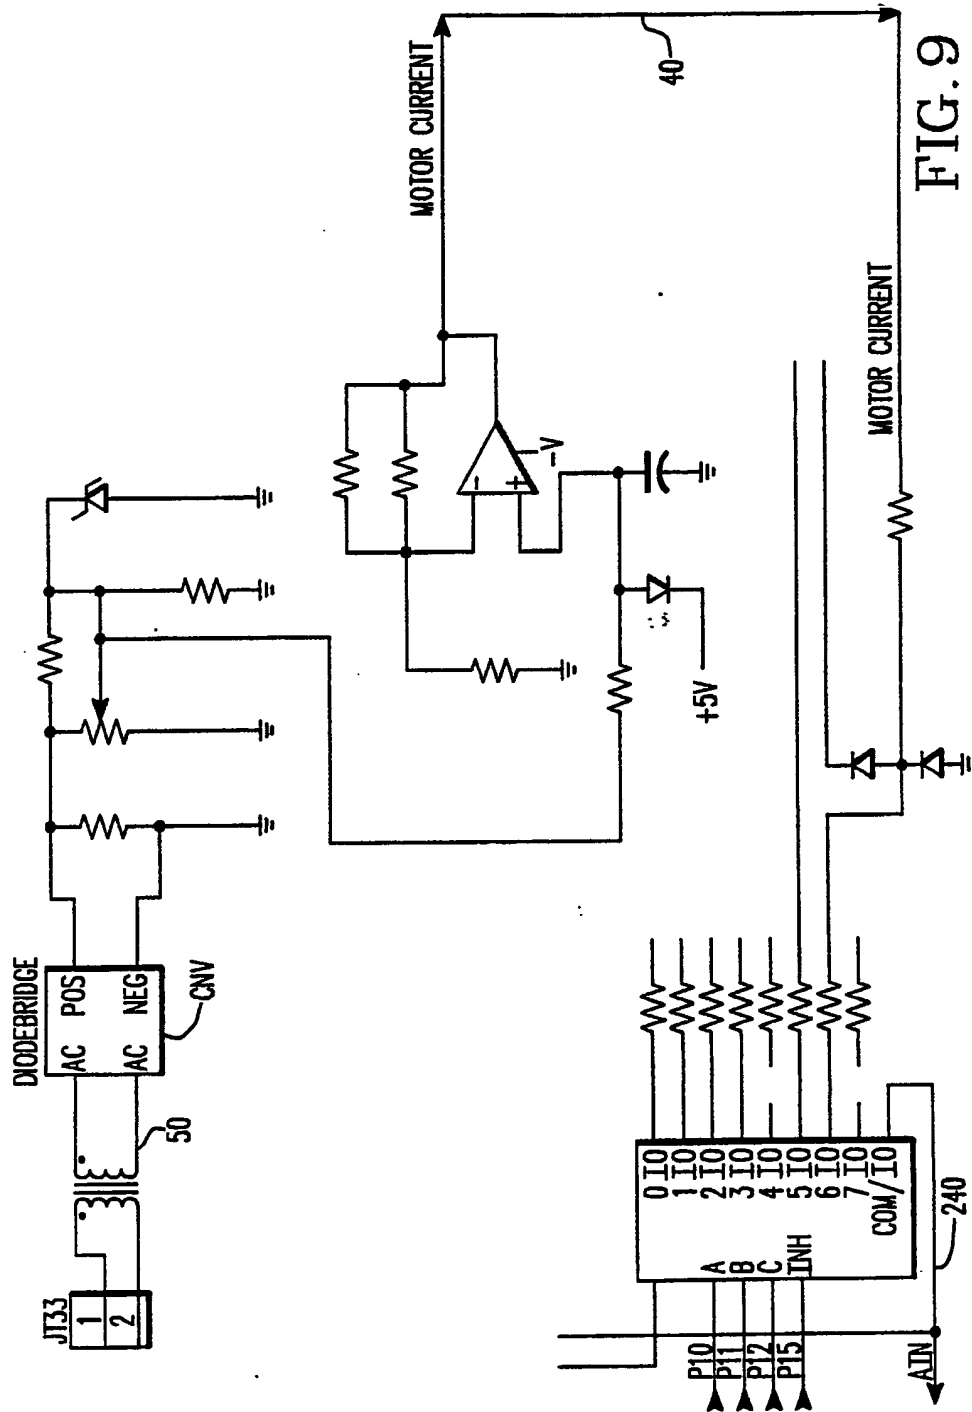 JT33
1
2
50
DIODEBRIDGE
AC POS
AC NEG
CNV
MOTOR CURRENT
40
-
+
-V
+5V
MOTOR CURRENT
0 IO
1 IO
2 IO
3 IO
4 IO
5 IO
6 IO
7 IO
COM/IO
A
B
C
INH
P10
P11
P12
P15
AIN
240
FIG. 9